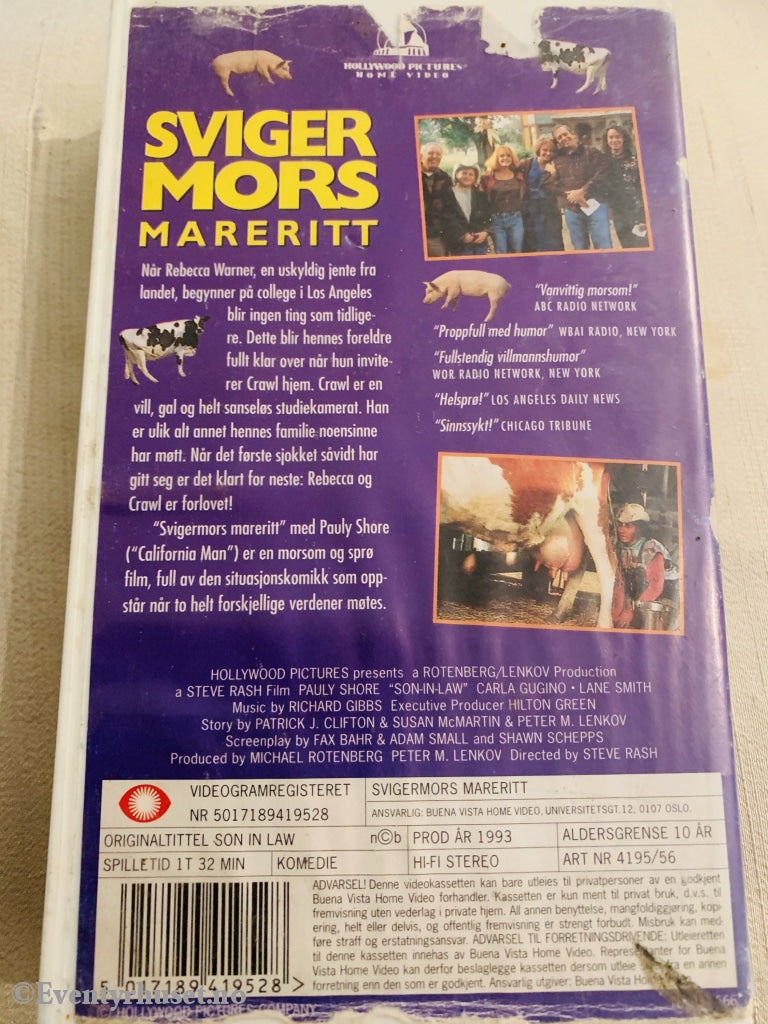 HOLLYWOOD PICTURES
HOME VIDEO
SVIGER
MORS
MARERITT
Når Rebecca Warner, en uskyldig jente fra
landet, begynner på college i Los Angeles
blir ingen ting som tidlige-
re. Dette blir hennes foreldre
fullt klar over når hun invite-
rer Crawl hjem. Crawl er en
vill, gal og helt sanseløs studiekamerat. Han
er ulik alt annet hennes familie noensinne
har møtt. Når det første sjokket såvidt har
gitt seg er det klart for neste: Rebecca og
Crawl er forlovet!
"Svigermors mareritt" med Pauly Shore
("California Man") er en morsom og sprø
film, full av den situasjonskomikk som opp-
står når to helt forskjellige verdener møtes.
"Vanvittig morsom!"
ABC RADIO NETWORK
"Proppfull med humor" WBAI RADIO, NEW YORK
"Fullstendig villmannshumor"
WOR RADIO NETWORK, NEW YORK
"Helsprø!" LOS ANGELES DAILY NEWS
"Sinnssykt!" CHICAGO TRIBUNE
HOLLYWOOD PICTURES presents a ROTENBERG/LENKOV Production
a STEVE RASH Film PAULY SHORE "SON-IN-LAW" CARLA GUGINO • LANE SMITH
Music by RICHARD GIBBS Executive Producer HILTON GREEN
Story by PATRICK J. CLIFTON & SUSAN McMARTIN & PETER M. LENKOV
Screenplay by FAX BAHR & ADAM SMALL and SHAWN SCHEPPS
Produced by MICHAEL ROTENBERG PETER M. LENKOV Directed by STEVE RASH
VIDEOGRAMREGISTERET
NR 5017189419528
SVIGERMORS MARERITT
ANSVARLIG: BUENA VISTA HOME VIDEO, UNIVERSITETSGT. 12, 0107 OSLO.
ORIGINALTITTEL SON IN LAW
n©b
PROD ÅR 1993
ALDERSGRENSE 10 ÅR
SPILLETID 1T 32 MIN
KOMEDIE
HI-FI STEREO
ART NR 4195/56
ADVARSEL! Denne videokassetten kan bare utleies til privatpersoner av en godkjent
Buena Vista Home Video forhandler. Kassetten er kun ment til privat bruk, d.v.s. til
fremvisning uten vederlag i private hjem. All annen benyttelse, mangfoldiggjøring, kopi-
ering, helt eller delvis, og offentlig fremvisning er strengt forbudt. Misbruk kan med-
føre straff og erstatningsansvar. ADVARSEL TIL FORRETNINGSDRIVENDE: Utleieretten
til denne kassetten innehas av Buena Vista Home Video. Representanter for Buena
Vista Home Video kan derfor beslaglegge kassetten dersom utleie av en annen
forretning enn den som er godkjent. Ansvarlig utgiver: Buena Vista
5 017189 419528 >
©Eventyrhuset.no
© HOLLYWOOD PICTURES COMPANY